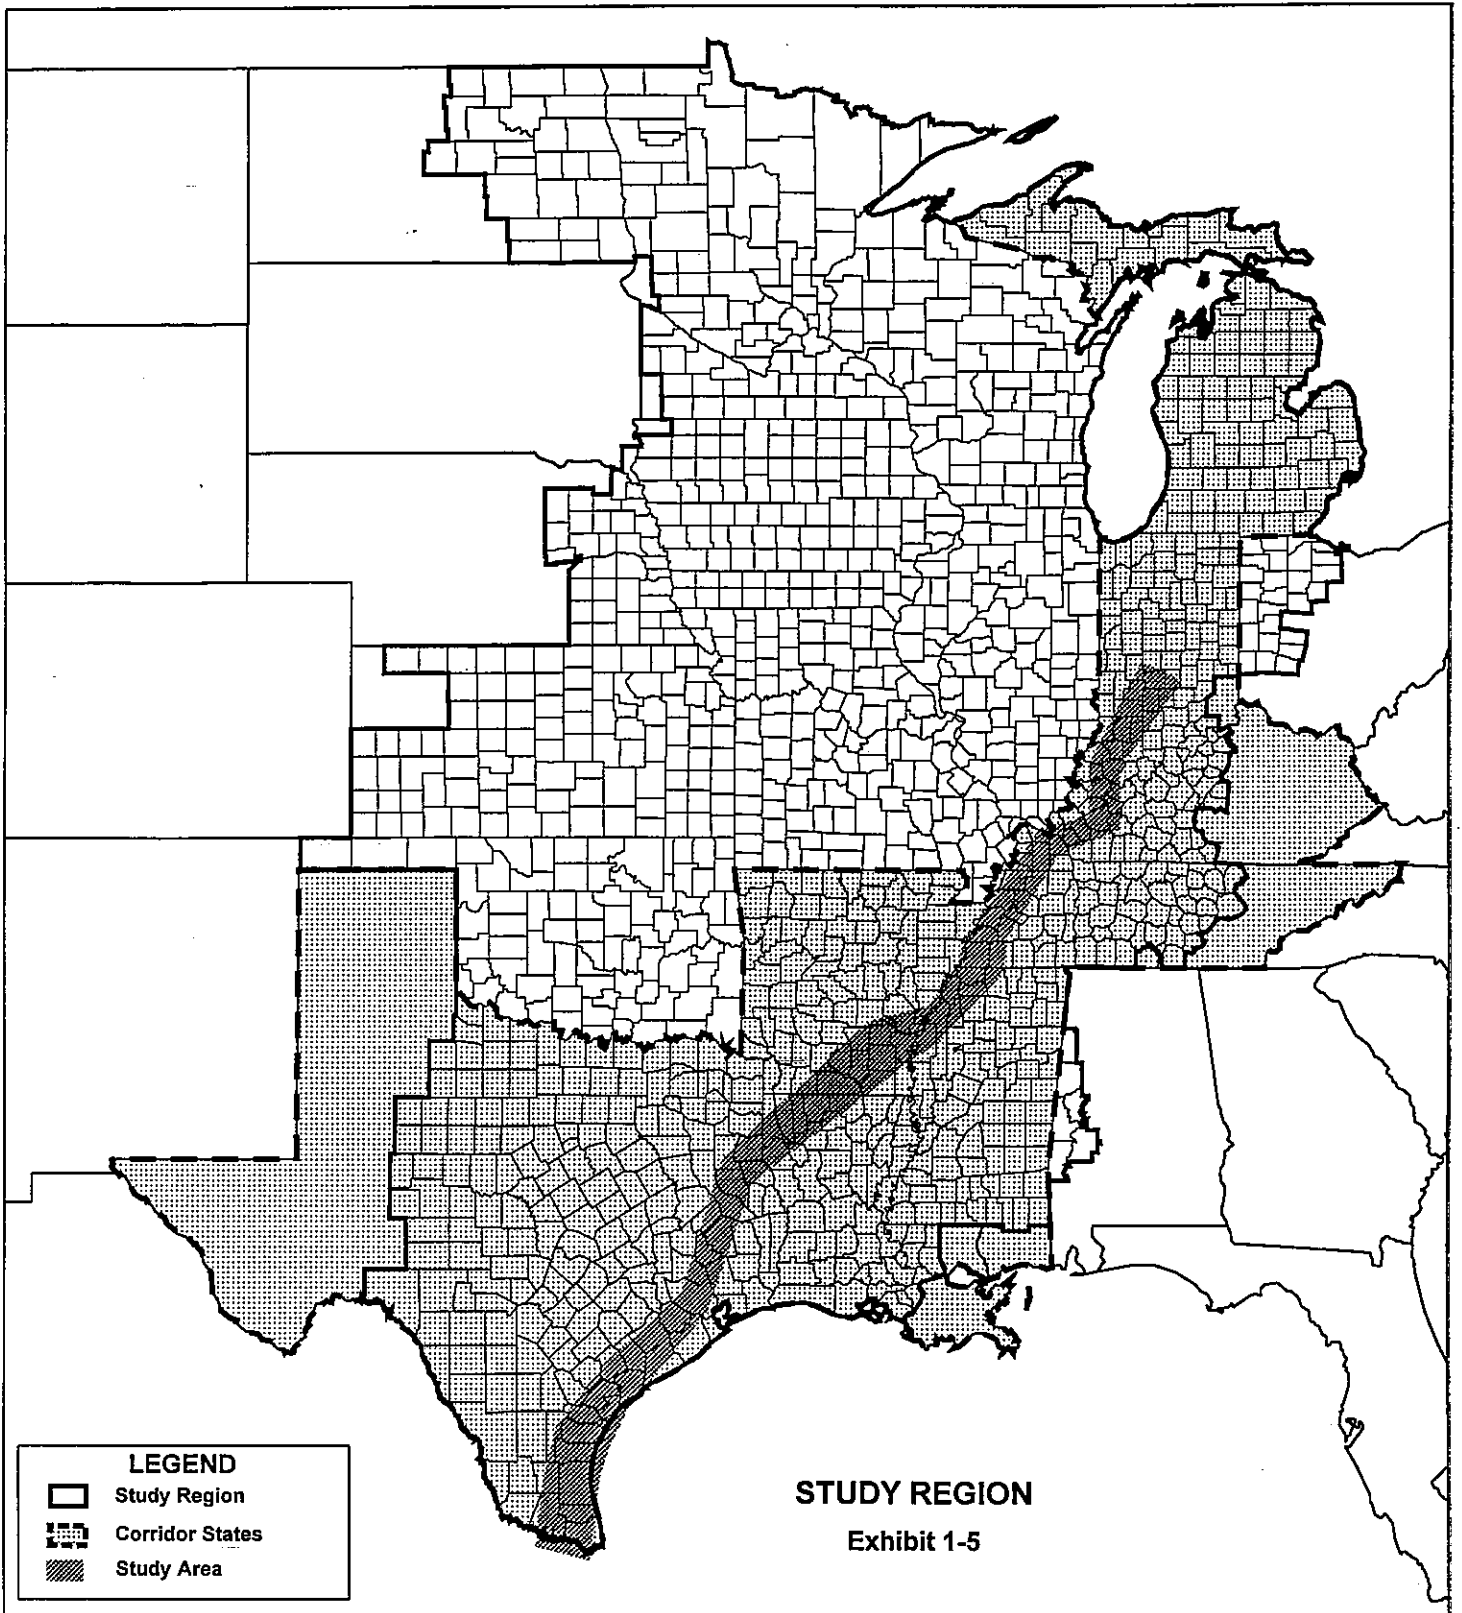 LEGEND
Study Region
Corridor States
Study Area
STUDY REGION
Exhibit 1-5